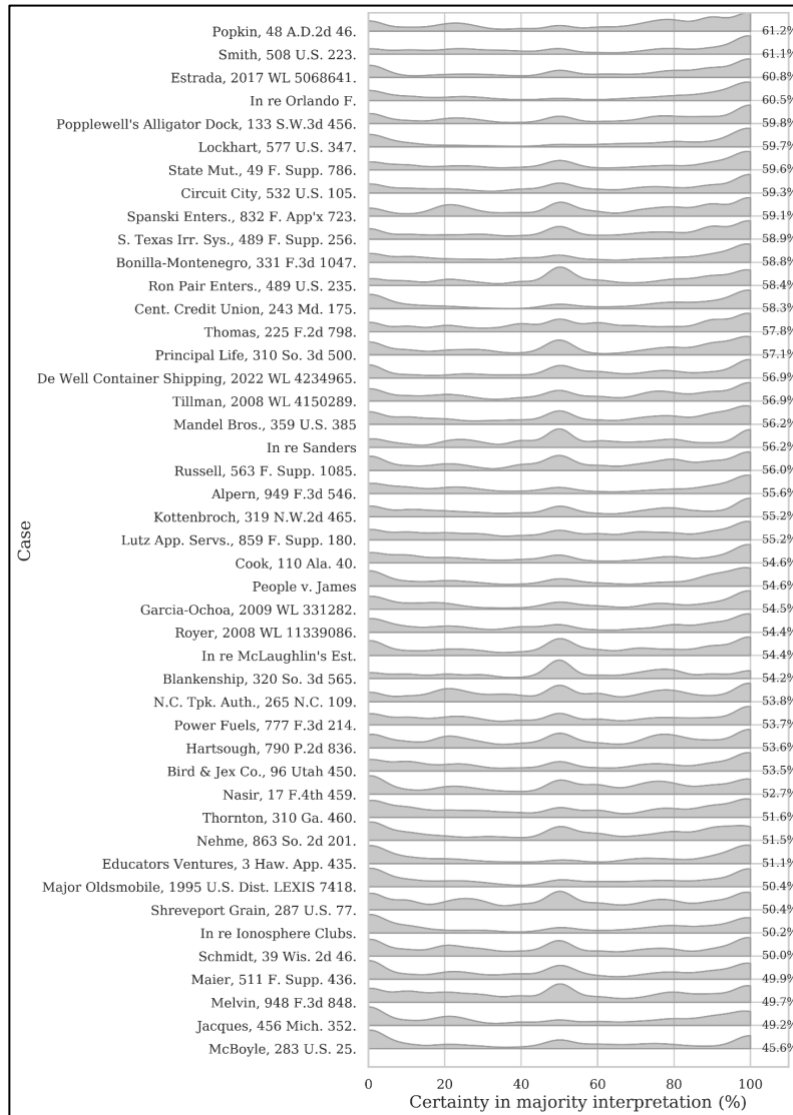 Popkin, 48 A.D.2d 46. 61.2%
Smith, 508 U.S. 223. 61.1%
Estrada, 2017 WL 5068641. 60.8%
In re Orlando F. 60.5%
Popplewell's Alligator Dock, 133 S.W.3d 456. 59.8%
Lockhart, 577 U.S. 347. 59.7%
State Mut., 49 F. Supp. 786. 59.6%
Circuit City, 532 U.S. 105. 59.3%
Spanski Enters., 832 F. App'x 723. 59.1%
S. Texas Irr. Sys., 489 F. Supp. 256. 58.9%
Bonilla-Montenegro, 331 F.3d 1047. 58.8%
Ron Pair Enters., 489 U.S. 235. 58.4%
Cent. Credit Union, 243 Md. 175. 58.3%
Thomas, 225 F.2d 798. 57.8%
Principal Life, 310 So. 3d 500. 57.1%
De Well Container Shipping, 2022 WL 4234965. 56.9%
Tillman, 2008 WL 4150289. 56.9%
Mandel Bros., 359 U.S. 385 56.2%
In re Sanders 56.2%
Russell, 563 F. Supp. 1085. 56.0%
Alpern, 949 F.3d 546. 55.6%
Kottenbroch, 319 N.W.2d 465. 55.2%
Lutz App. Servs., 859 F. Supp. 180. 55.2%
Cook, 110 Ala. 40. 54.6%
People v. James 54.6%
Garcia-Ochoa, 2009 WL 331282. 54.5%
Royer, 2008 WL 11339086. 54.4%
In re McLaughlin's Est. 54.4%
Blankenship, 320 So. 3d 565. 54.2%
N.C. Tpk. Auth., 265 N.C. 109. 53.8%
Power Fuels, 777 F.3d 214. 53.7%
Hartsough, 790 P.2d 836. 53.6%
Bird & Jex Co., 96 Utah 450. 53.5%
Nasir, 17 F.4th 459. 52.7%
Thornton, 310 Ga. 460. 51.6%
Nehme, 863 So. 2d 201. 51.5%
Educators Ventures, 3 Haw. App. 435. 51.1%
Major Oldsmobile, 1995 U.S. Dist. LEXIS 7418. 50.4%
Shreveport Grain, 287 U.S. 77. 50.4%
In re Ionosphere Clubs. 50.2%
Schmidt, 39 Wis. 2d 46. 50.0%
Maier, 511 F. Supp. 436. 49.9%
Melvin, 948 F.3d 848. 49.7%
Jacques, 456 Mich. 352. 49.2%
McBoyle, 283 U.S. 25. 45.6%
Case
0 20 40 60 80 100
Certainty in majority interpretation (%)